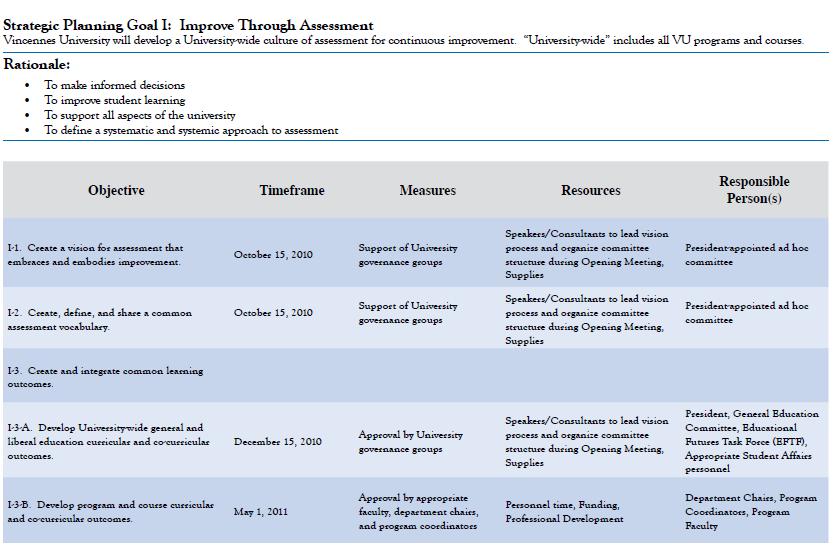 Strategic Planning Goal I: Improve Through Assessment
Vincennes University will develop a University-wide culture of assessment for continuous improvement. "University-wide" includes all VU programs and courses.
Rationale:
• To make informed decisions
• To improve student learning
• To support all aspects of the university
• To define a systematic and systemic approach to assessment
Objective Timeframe Measures Resources Responsible
Person(s)
I-1. Create a vision for assessment that
embraces and embodies improvement.
October 15, 2010
Support of University
governance groups
Speakers/Consultants to lead vision
process and organize committee
structure during Opening Meeting,
Supplies
President-appointed ad hoc
committee
I-2. Create, define, and share a common
assessment vocabulary.
October 15, 2010
Support of University
governance groups
Speakers/Consultants to lead vision
process and organize committee
structure during Opening Meeting,
Supplies
President-appointed ad hoc
committee
I-3. Create and integrate common learning
outcomes.
I-3-A. Develop University-wide general and
liberal education curricular and co-curricular
outcomes.
December 15, 2010
Approval by University
governance groups
Speakers/Consultants to lead vision
process and organize committee
structure during Opening Meeting,
Supplies
President, General Education
Committee, Educational
Futures Task Force (EFTF),
Appropriate Student Affairs
personnel
I-3-B. Develop program and course curricular
and co-curricular outcomes.
May 1, 2011
Approval by appropriate
faculty, department chairs,
and program coordinators
Personnel time, Funding,
Professional Development
Department Chairs, Program
Coordinators, Program
Faculty